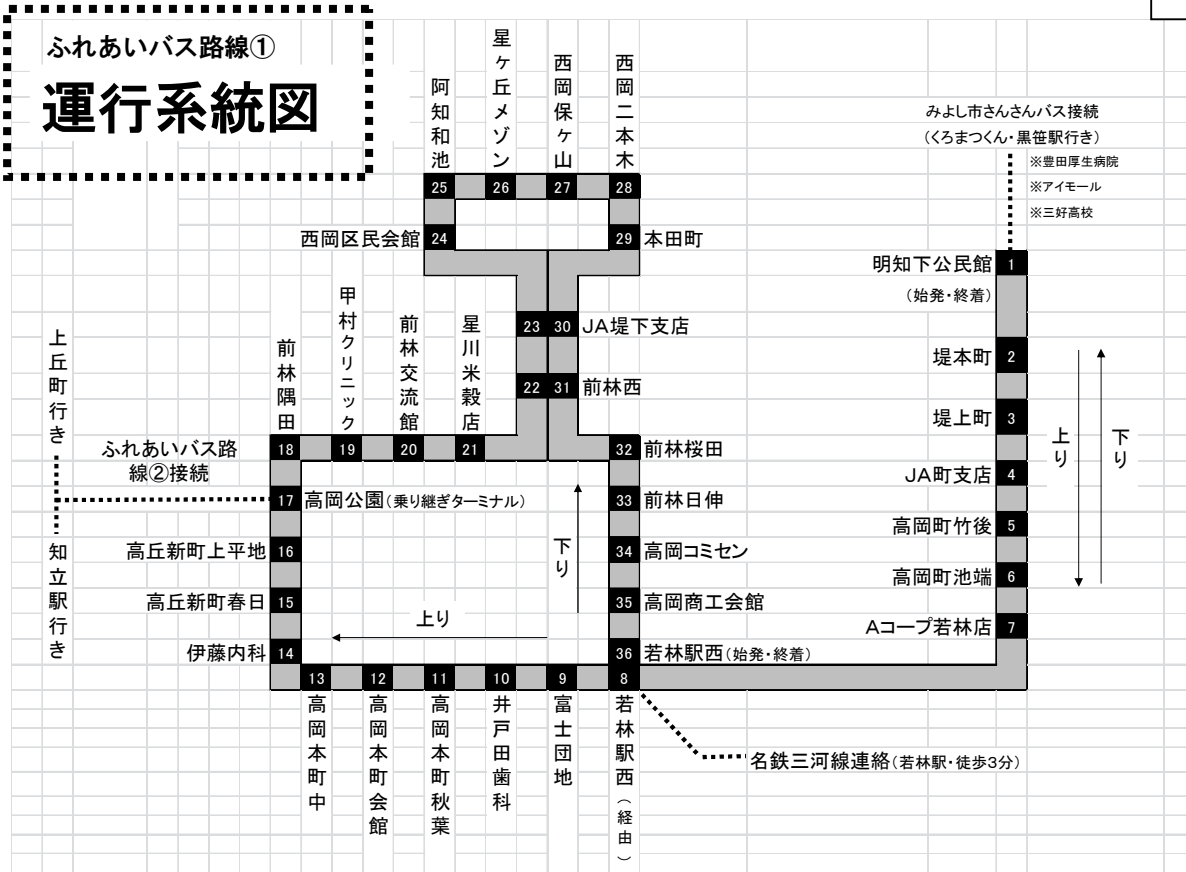 ふれあいバス路線①
運行系統図
星ヶ丘メゾン
西岡保ヶ山
西岡二本木
阿知和池
みよし市さんさんバス接続
(くろまつくん・黒笹駅行き)
※豊田厚生病院
※アイモール
※三好高校
25
26
27
28
西岡区民会館
24
29
本田町
明知下公民館
1
(始発・終着)
甲村クリニック
前林交流館
星川米穀店
前林隅田
23
30
JA堤下支店
上丘町行き
堤本町
2
22
31
前林西
堤上町
3
上り
下り
ふれあいバス路
線②接続
18
19
20
21
32
前林桜田
JA町支店
4
17
高岡公園(乗り継ぎターミナル)
33
前林日伸
高岡町竹後
5
知立駅行き
高丘新町上平地
16
下り
34
高岡コミセン
高岡町池端
6
高丘新町春日
15
上り
35
高岡商工会館
Aコープ若林店
7
伊藤内科
14
36
若林駅西(始発・終着)
13
12
11
10
9
8
高岡本町中
高岡本町会館
高岡本町秋葉
井戸田歯科
富士団地
若林駅西(経由)
名鉄三河線連絡(若林駅・徒歩3分)